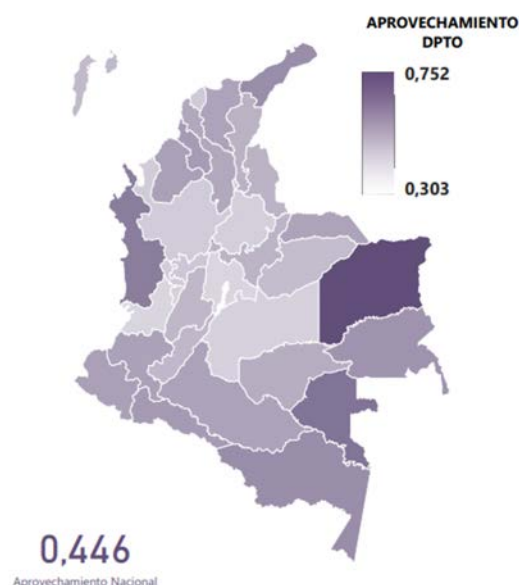 APROVECHAMIENTO
DPTO
0,752
0,303
0,446
Aprovechamiento Nacional